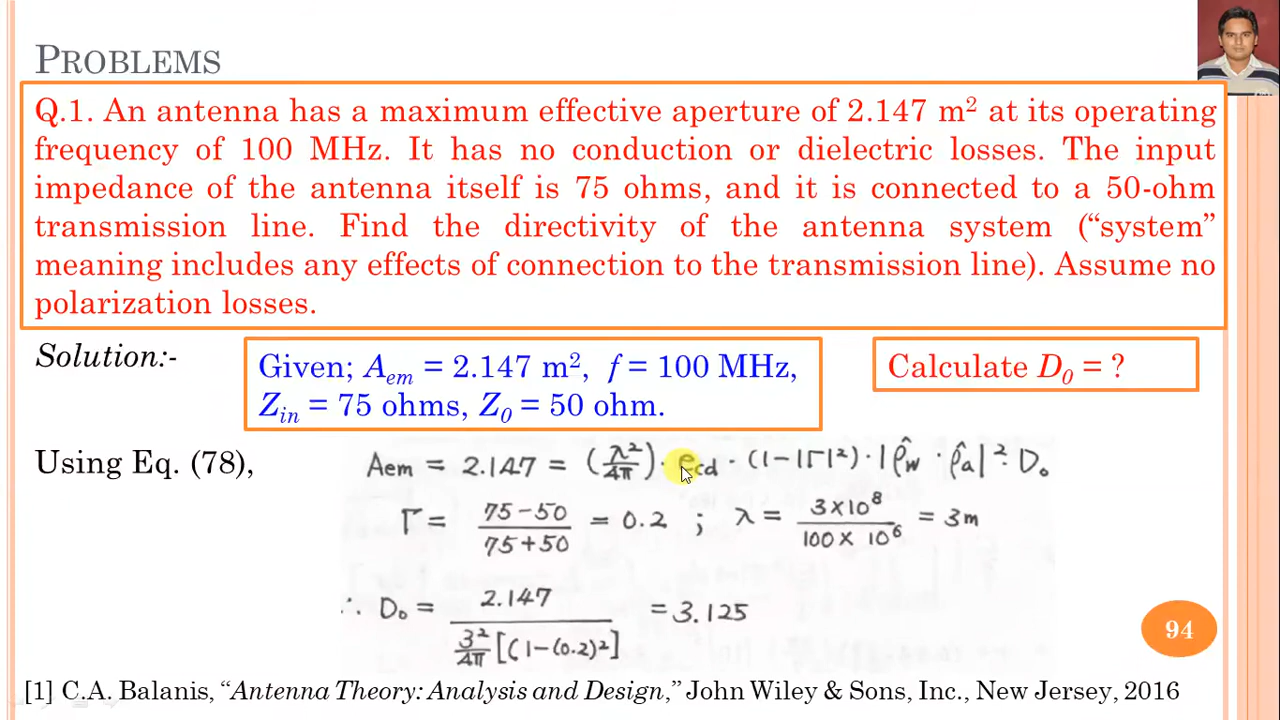 PROBLEMS
Q.1. An antenna has a maximum effective aperture of 2.147 m² at its operating
frequency of 100 MHz. It has no conduction or dielectric losses. The input
impedance of the antenna itself is 75 ohms, and it is connected to a 50-ohm
transmission line. Find the directivity of the antenna system (“system”
meaning includes any effects of connection to the transmission line). Assume no
polarization losses.
Solution:-
Given; Aem = 2.147 m², f = 100 MHz,
Zin = 75 ohms, Z0 = 50 ohm.
Calculate D0 = ?
Using Eq. (78),
Aem = 2.147 = (λ²/4π) · ecd · (1-|Γ|²) · |ρ̂w · ρ̂a|² · D0
Γ = (75-50)/(75+50) = 0.2 ; λ = (3×10⁸)/(100×10⁶) = 3m
∴ D0 = 2.147/(3²/4π [(1-(0.2)²]) = 3.125
94
[1] C.A. Balanis, “Antenna Theory: Analysis and Design,” John Wiley & Sons, Inc., New Jersey, 2016